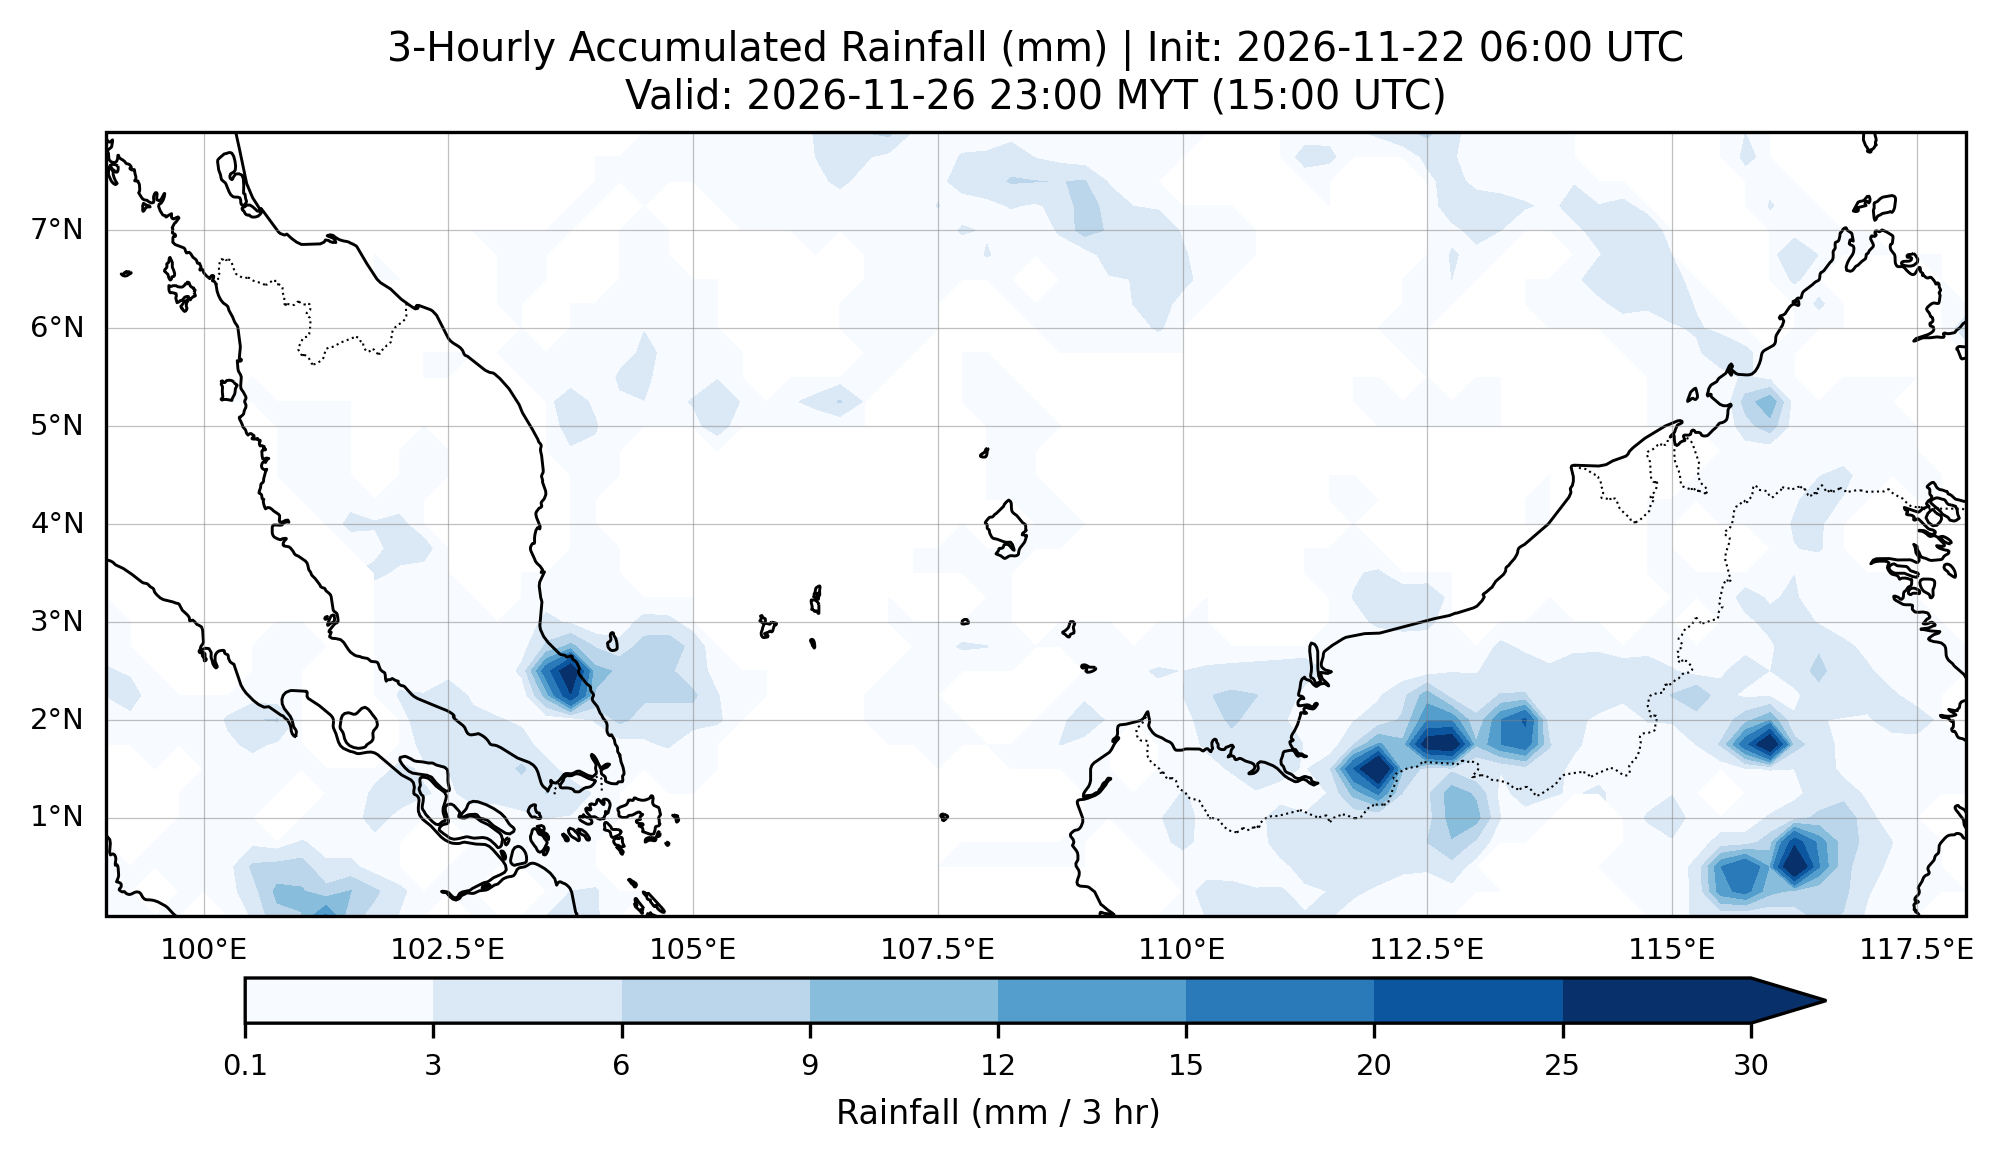 3-Hourly Accumulated Rainfall (mm) | Init: 2026-11-22 06:00 UTC
Valid: 2026-11-26 23:00 MYT (15:00 UTC)
7°N
6°N
5°N
4°N
3°N
2°N
1°N
100°E 102.5°E 105°E 107.5°E 110°E 112.5°E 115°E 117.5°E
0.1 3 6 9 12 15 20 25 30
Rainfall (mm / 3 hr)